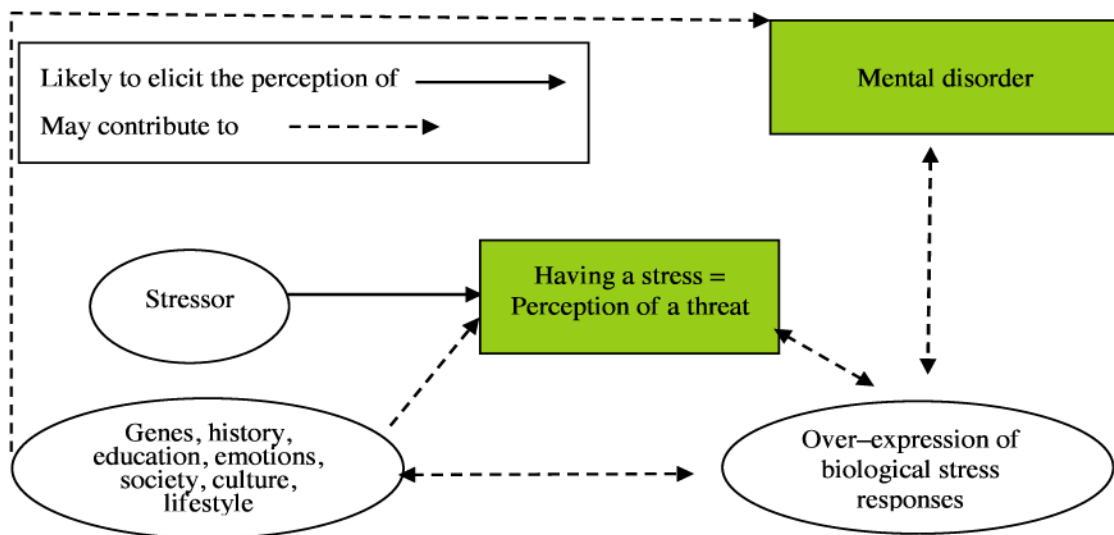 Likely to elicit the perception of
May contribute to
Mental disorder
Stressor
Having a stress =
Perception of a threat
Genes, history,
education, emotions,
society, culture,
lifestyle
Over–expression of
biological stress
responses